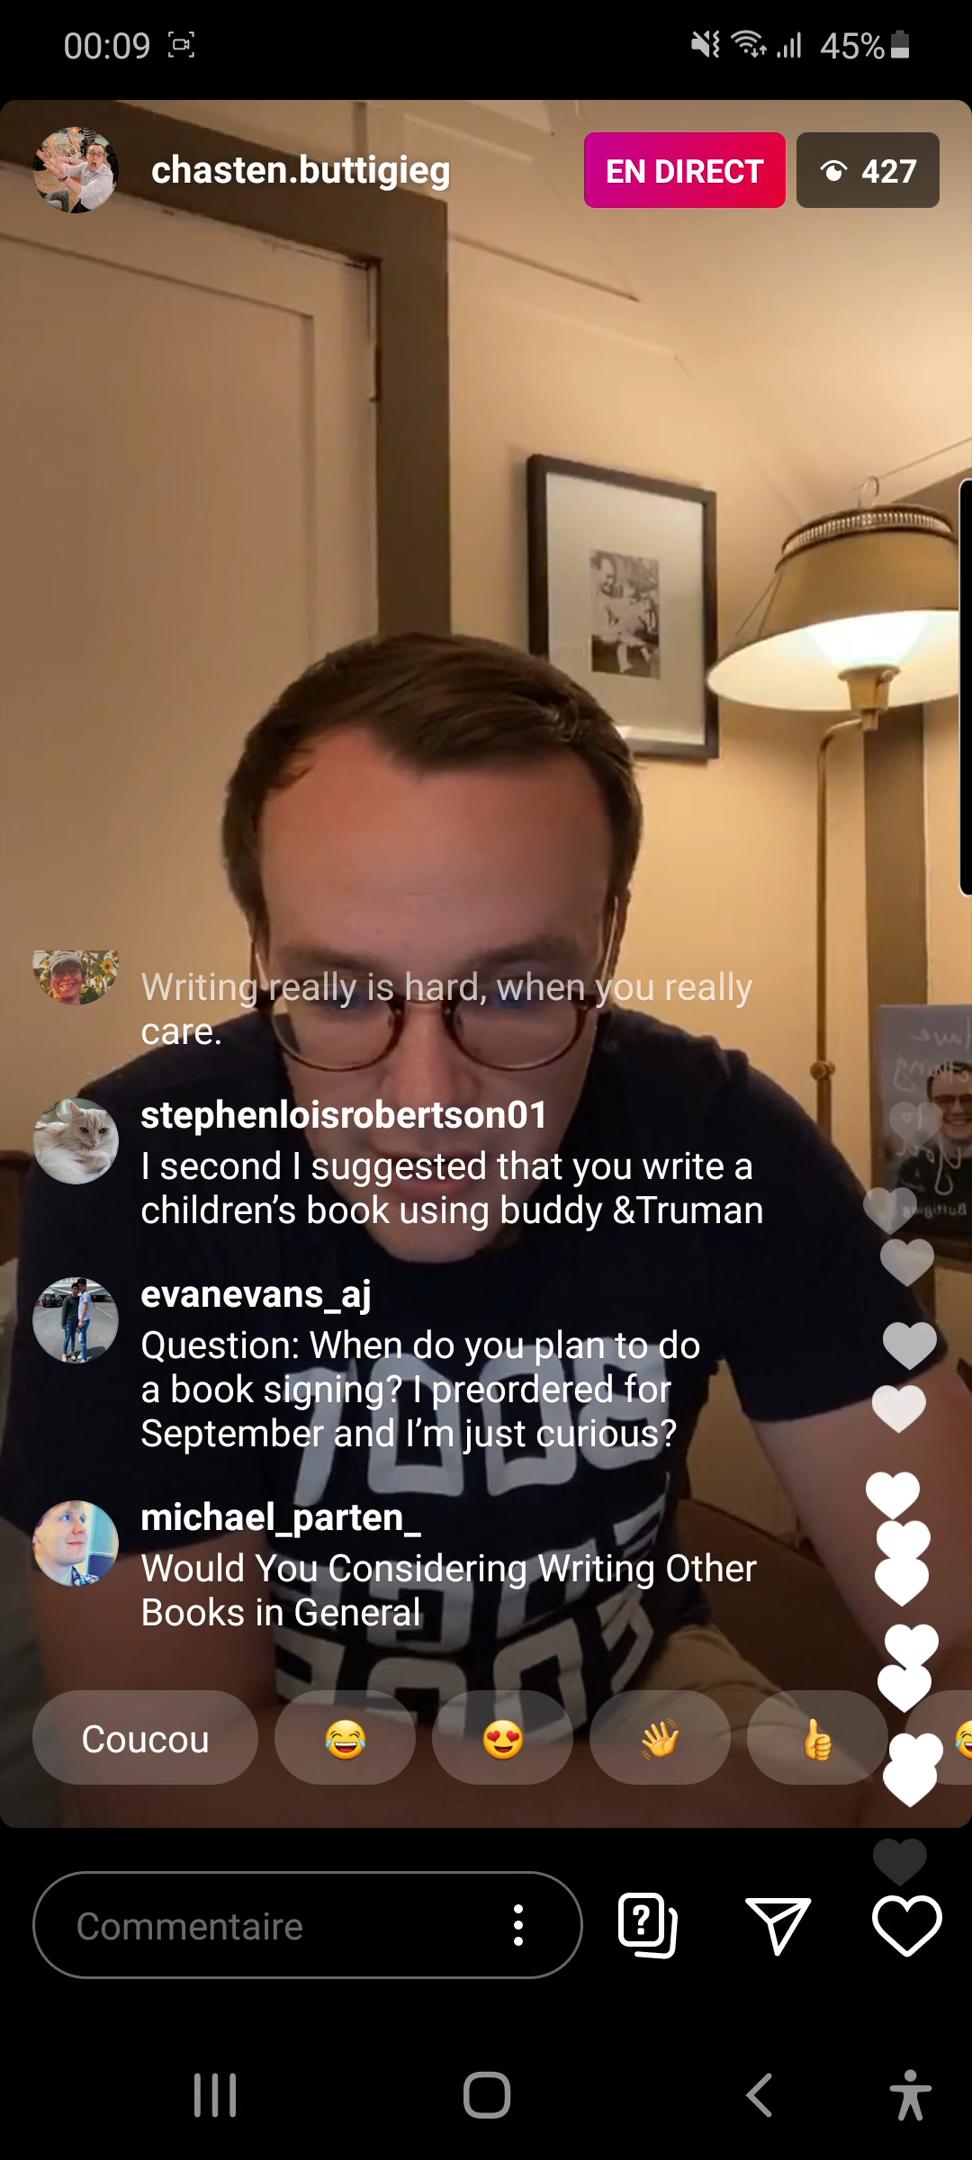 00:09
45%
chasten.buttigieg
EN DIRECT
427
Writing really is hard, when you really
care.
stephenloisrobertson01
I second I suggested that you write a
children’s book using buddy &Truman
evanevans_aj
Question: When do you plan to do
a book signing? I preordered for
September and I’m just curious?
michael_parten_
Would You Considering Writing Other
Books in General
Coucou
Commentaire